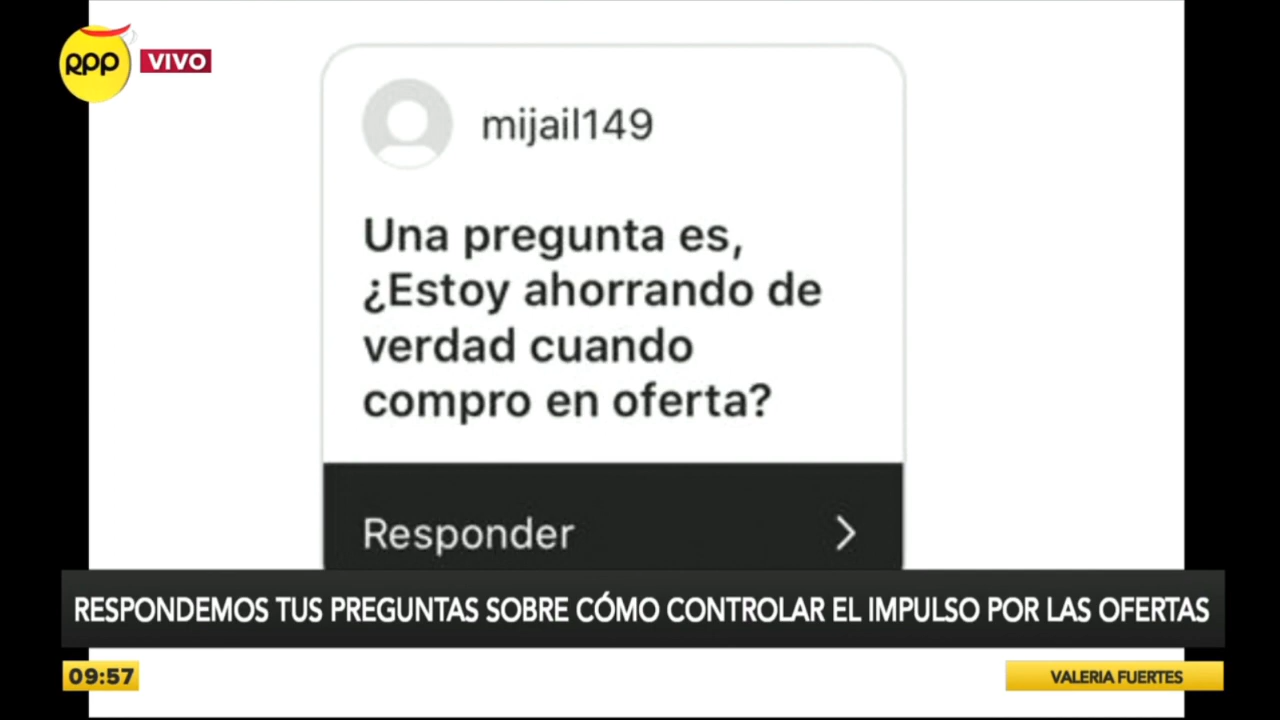 RPP
VIVO
mijail149
Una pregunta es,
¿Estoy ahorrando de
verdad cuando
compro en oferta?
Responder
RESPONDEMOS TUS PREGUNTAS SOBRE CÓMO CONTROLAR EL IMPULSO POR LAS OFERTAS
09:57
VALERIA FUERTES